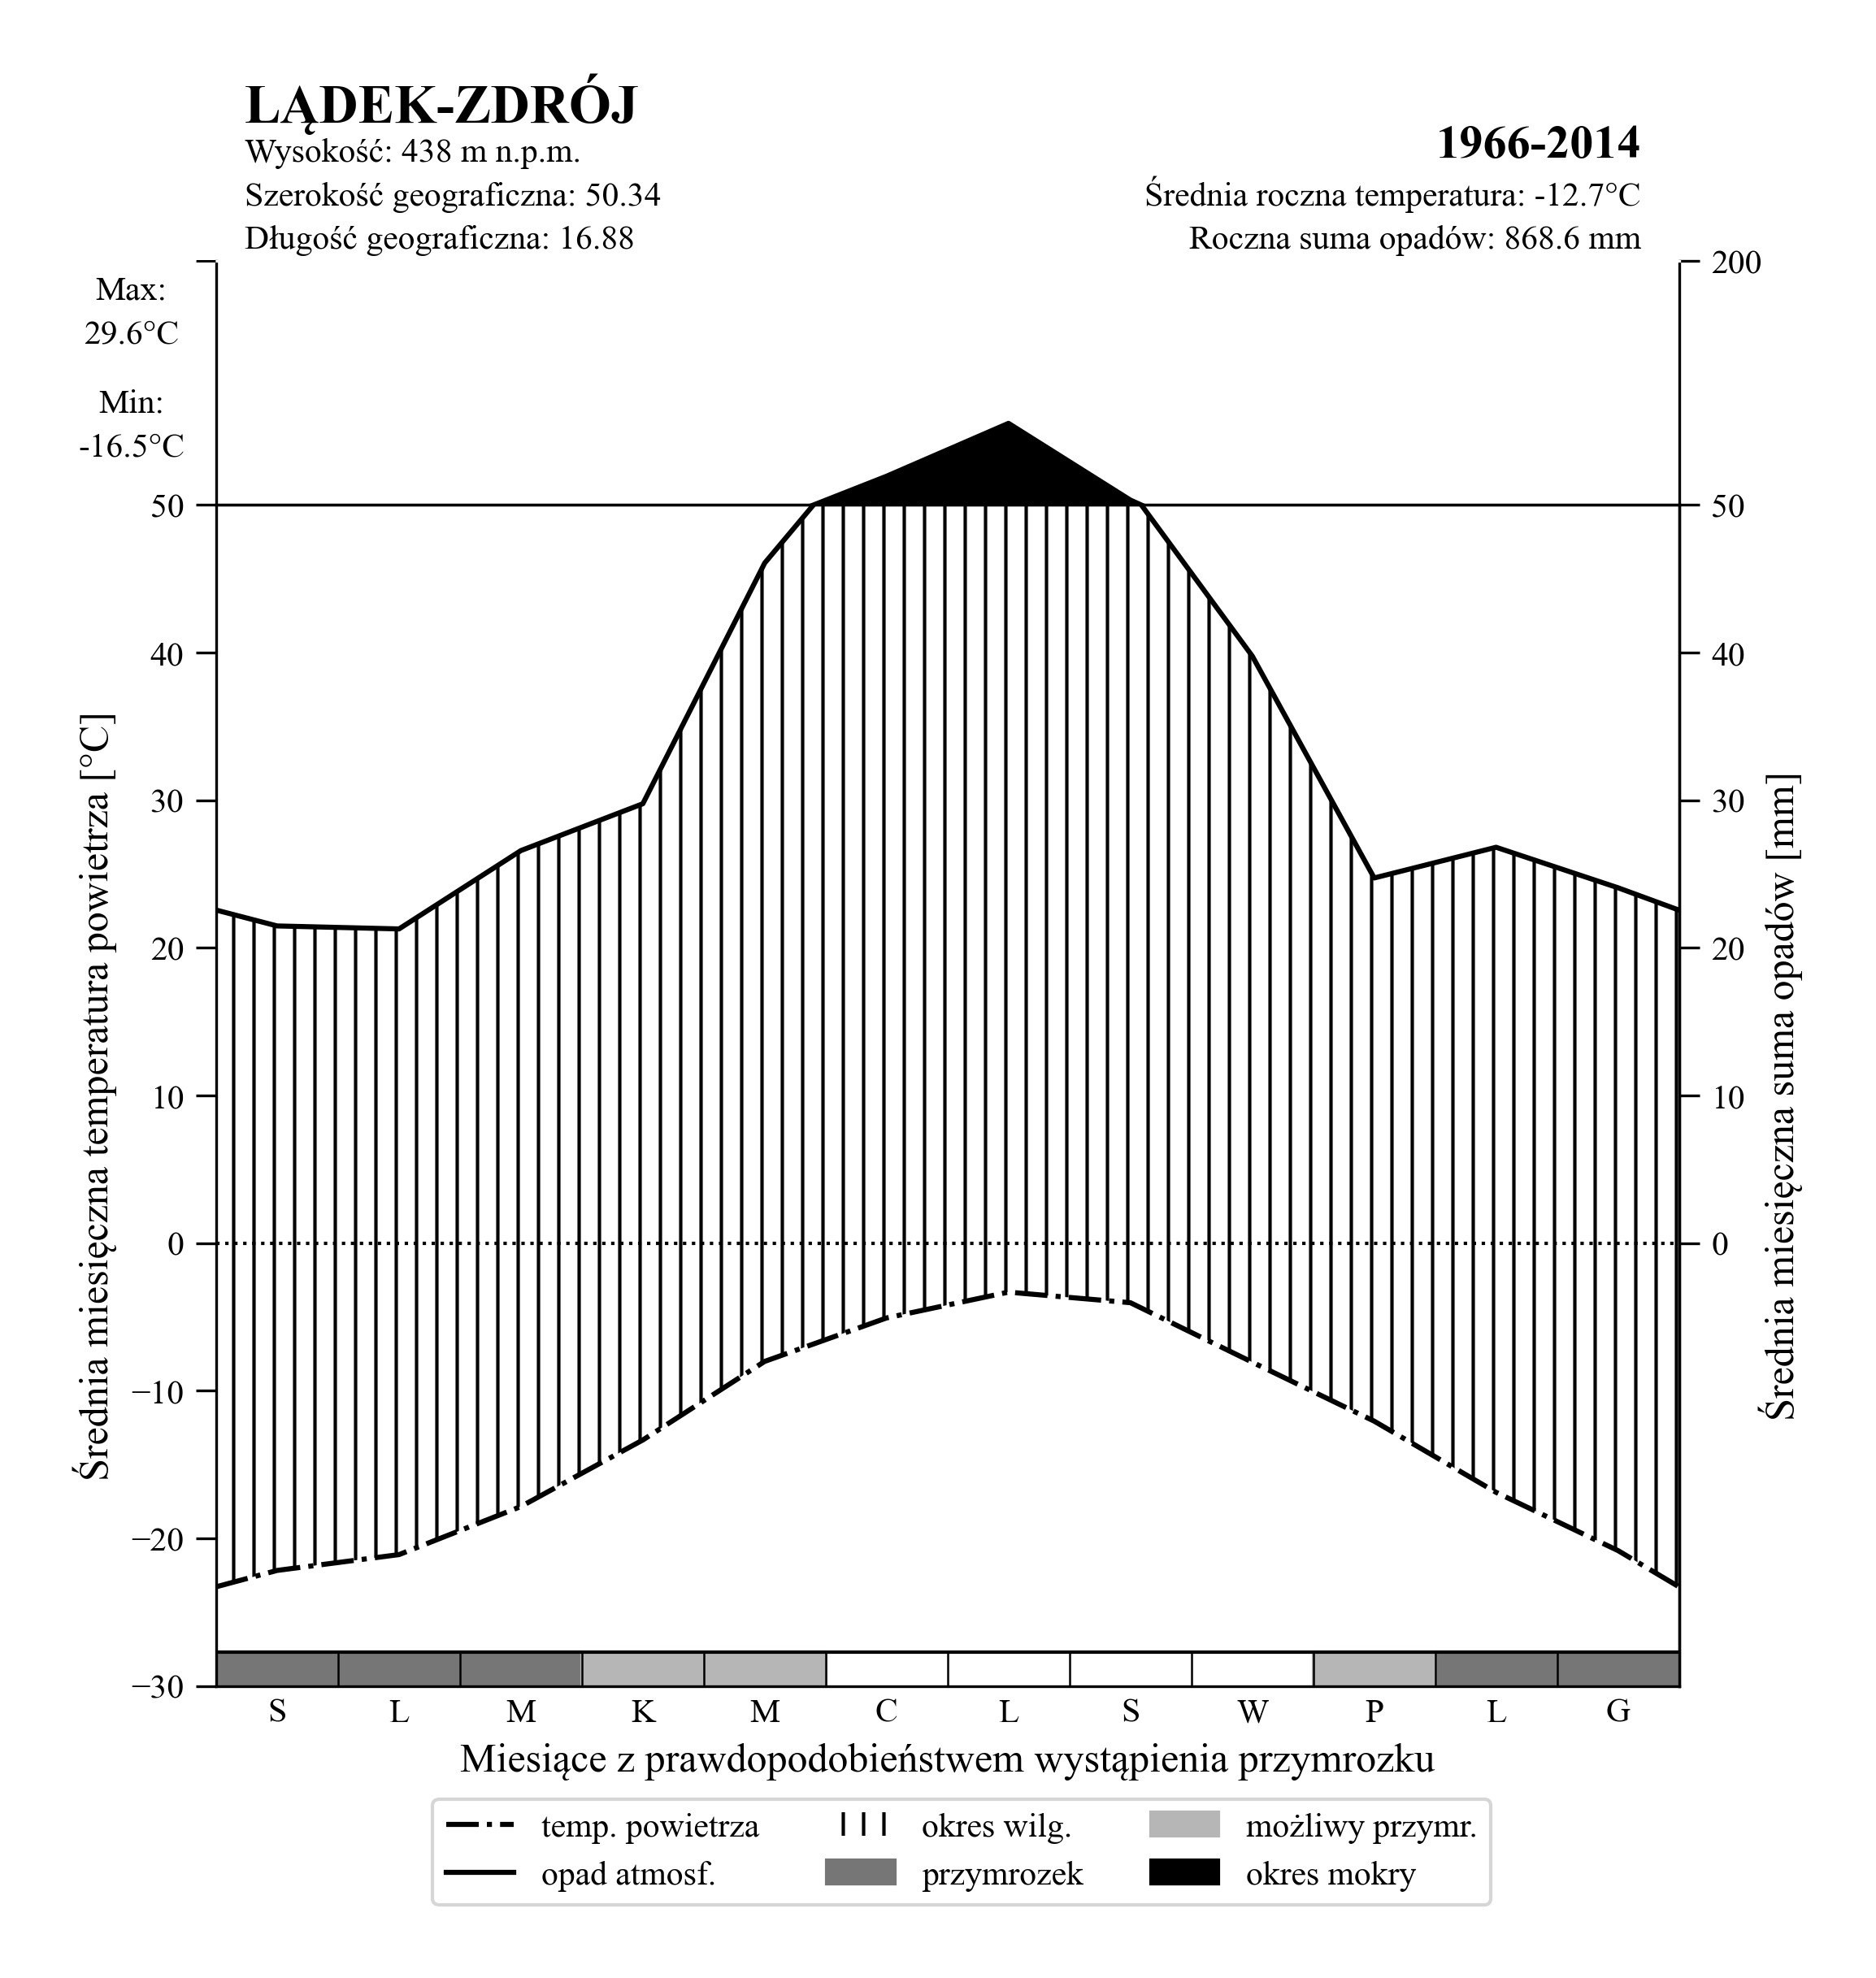 LĄDEK-ZDRÓJ
Wysokość: 438 m n.p.m.
Szerokość geograficzna: 50.34
Długość geograficzna: 16.88
1966-2014
Średnia roczna temperatura: -12.7°C
Roczna suma opadów: 868.6 mm
Max:
29.6°C
Min:
-16.5°C
Średnia miesięczna temperatura powietrza [°C]
50
40
30
20
10
0
−10
−20
−30
200
50
40
30
20
10
0
Średnia miesięczna suma opadów [mm]
S L M K M C L S W P L G
Miesiące z prawdopodobieństwem wystąpienia przymrozku
temp. powietrza
opad atmosf.
okres wilg.
przymrozek
możliwy przymr.
okres mokry